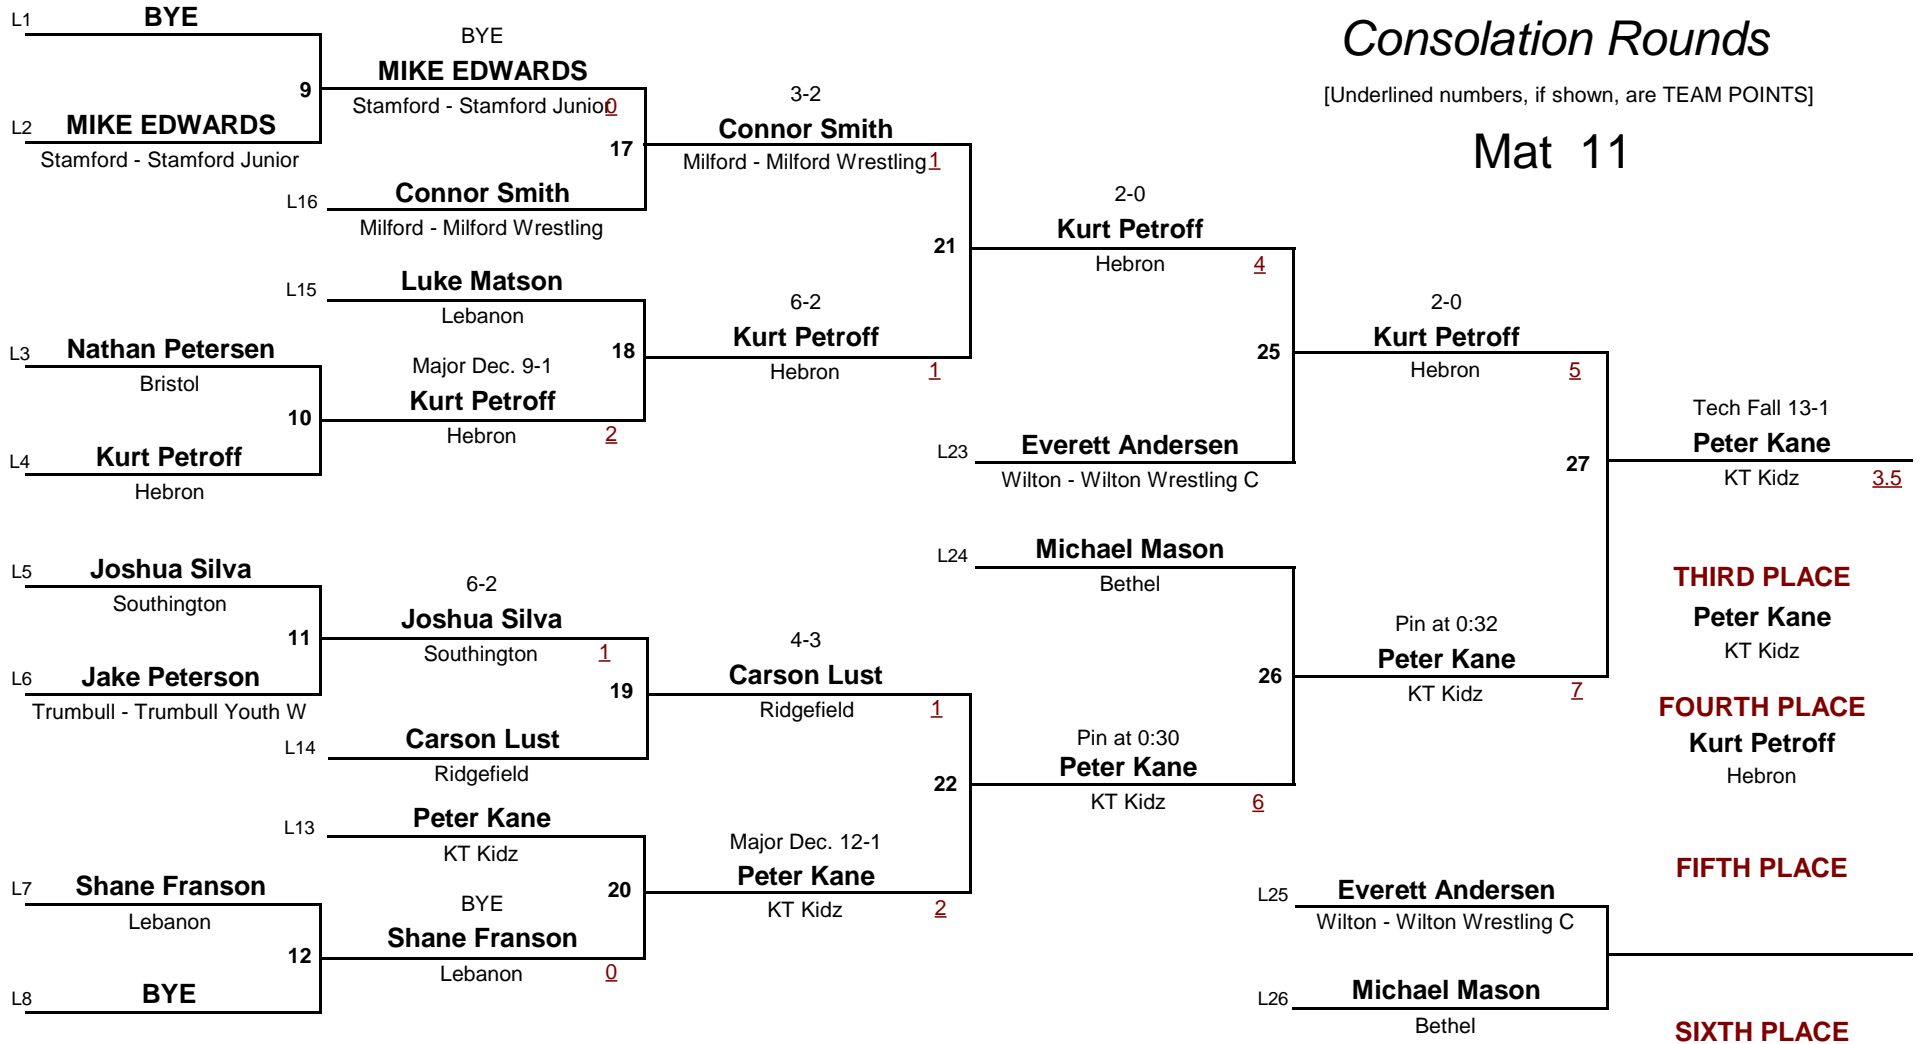 Consolation Rounds
[Underlined numbers, if shown, are TEAM POINTS]
Mat 11
L1
BYE
9
L2
MIKE EDWARDS
Stamford - Stamford Junior
BYE
MIKE EDWARDS
Stamford - Stamford Junior
0
17
L16
Connor Smith
Milford - Milford Wrestling
L15
Luke Matson
Lebanon
L3
Nathan Petersen
Bristol
10
L4
Kurt Petroff
Hebron
18
Major Dec. 9-1
Kurt Petroff
Hebron
2
3-2
Connor Smith
Milford - Milford Wrestling
1
21
6-2
Kurt Petroff
Hebron
1
2-0
Kurt Petroff
Hebron
4
25
L23
Everett Andersen
Wilton - Wilton Wrestling C
2-0
Kurt Petroff
Hebron
5
27
Tech Fall 13-1
Peter Kane
KT Kidz
3.5
L5
Joshua Silva
Southington
11
L6
Jake Peterson
Trumbull - Trumbull Youth W
6-2
Joshua Silva
Southington
1
19
L14
Carson Lust
Ridgefield
L13
Peter Kane
KT Kidz
L7
Shane Franson
Lebanon
12
L8
BYE
20
BYE
Shane Franson
Lebanon
0
4-3
Carson Lust
Ridgefield
1
22
Major Dec. 12-1
Peter Kane
KT Kidz
2
L24
Michael Mason
Bethel
26
Pin at 0:30
Peter Kane
KT Kidz
6
Pin at 0:32
Peter Kane
KT Kidz
7
THIRD PLACE
Peter Kane
KT Kidz
FOURTH PLACE
Kurt Petroff
Hebron
L25
Everett Andersen
Wilton - Wilton Wrestling C
L26
Michael Mason
Bethel
FIFTH PLACE
SIXTH PLACE